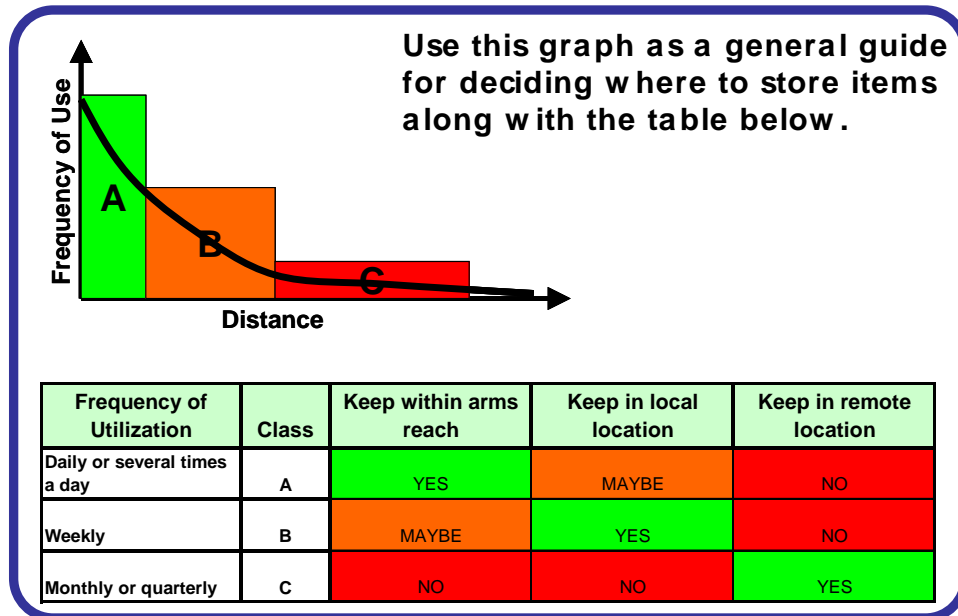 Use this graph as a general guide
for deciding where to store items
along with the table below.
Frequency of Use
A
B
C
Distance
Frequency of
Utilization
Class
Keep within arms
reach
Keep in local
location
Keep in remote
location
Daily or several times
a day
A
YES
MAYBE
NO
Weekly
B
MAYBE
YES
NO
Monthly or quarterly
C
NO
NO
YES